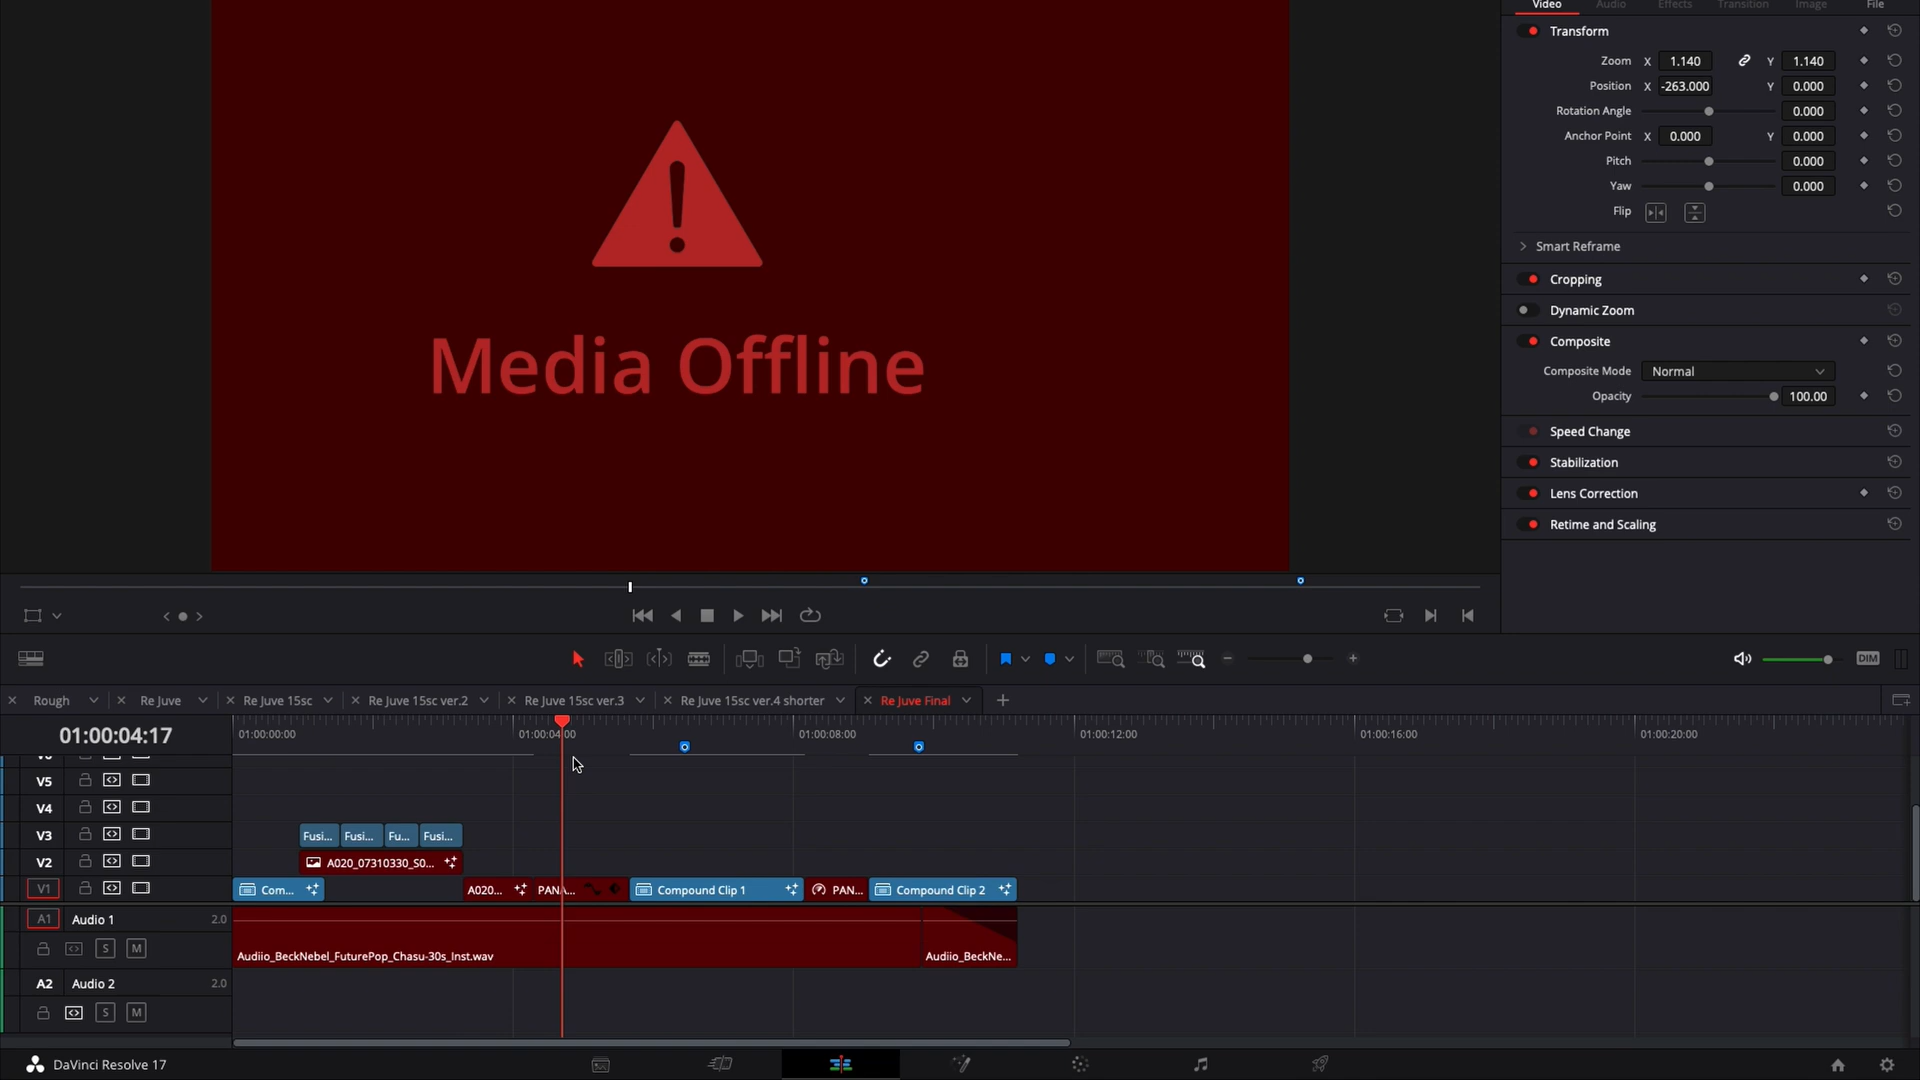 Video Audio Effects Transition Image File
Transform
Zoom X 1.140 Y 1.140
Position X -263.000 Y 0.000
Rotation Angle 0.000
Anchor Point X 0.000 Y 0.000
Pitch 0.000
Yaw 0.000
Flip
Smart Reframe
Cropping
Dynamic Zoom
Composite
Composite Mode Normal
Opacity 100.00
Speed Change
Stabilization
Lens Correction
Retime and Scaling
Media Offline
DIM
Rough Re Juve Re Juve 15sc Re Juve 15sc ver.2 Re Juve 15sc ver.3 Re Juve 15sc ver.4 shorter Re Juve Final
01:00:04:17
01:00:00:00 01:00:04:00 01:00:08:00 01:00:12:00 01:00:16:00 01:00:20:00
V5
V4
V3 Fusi... Fusi... Fu... Fusi...
V2 A020_07310330_S0...
V1 Com... A020... PANA... Compound Clip 1 PAN... Compound Clip 2
A1 Audio 1 2.0
S M
Audiio_BeckNebel_FuturePop_Chasu-30s_Inst.wav Audiio_BeckNe...
A2 Audio 2 2.0
S M
DaVinci Resolve 17